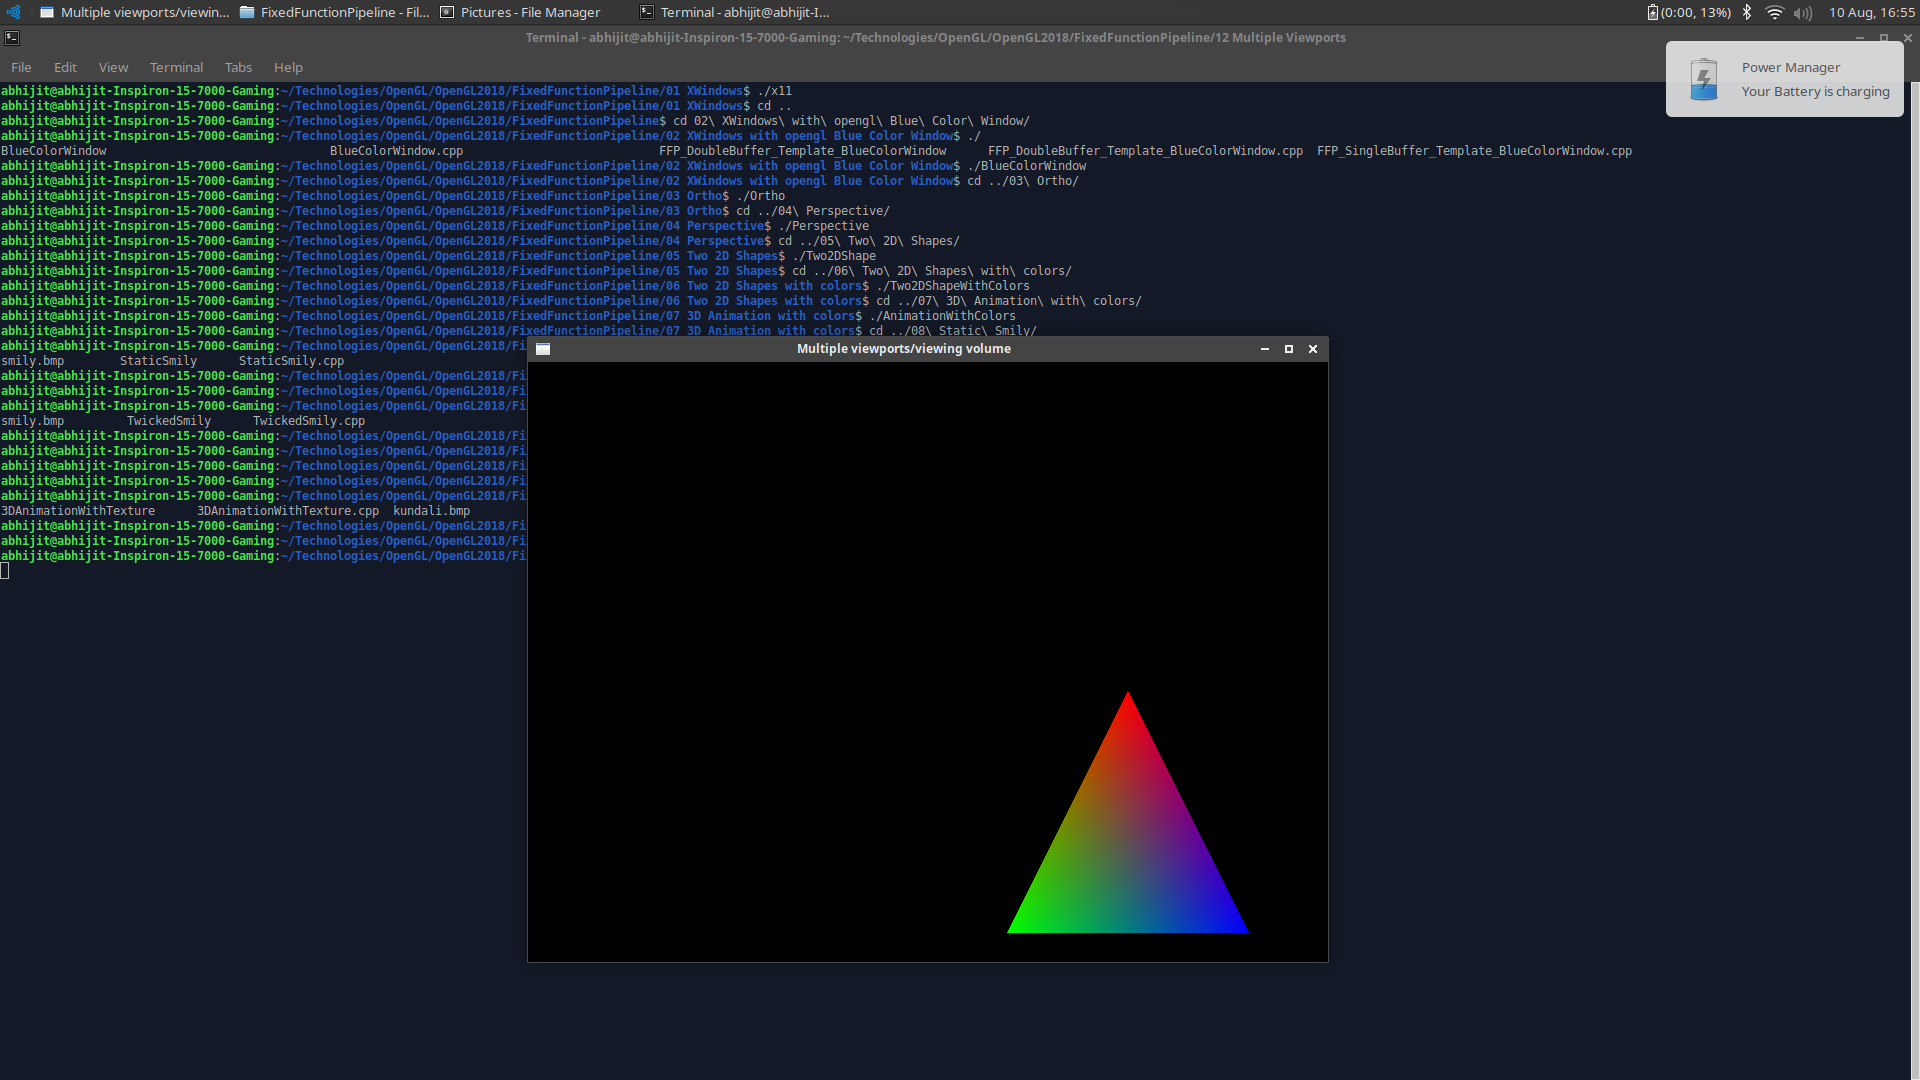 Multiple viewports/viewin... FixedFunctionPipeline - Fil... Pictures - File Manager Terminal - abhijit@abhijit-I... (0:00, 13%) 10 Aug, 16:55
Terminal - abhijit@abhijit-Inspiron-15-7000-Gaming: ~/Technologies/OpenGL/OpenGL2018/FixedFunctionPipeline/12 Multiple Viewports
File Edit View Terminal Tabs Help
Power Manager
Your Battery is charging
abhijit@abhijit-Inspiron-15-7000-Gaming:~/Technologies/OpenGL/OpenGL2018/FixedFunctionPipeline/01 XWindows$ ./x11
abhijit@abhijit-Inspiron-15-7000-Gaming:~/Technologies/OpenGL/OpenGL2018/FixedFunctionPipeline/01 XWindows$ cd ..
abhijit@abhijit-Inspiron-15-7000-Gaming:~/Technologies/OpenGL/OpenGL2018/FixedFunctionPipeline$ cd 02\ XWindows\ with\ opengl\ Blue\ Color\ Window/
abhijit@abhijit-Inspiron-15-7000-Gaming:~/Technologies/OpenGL/OpenGL2018/FixedFunctionPipeline/02 XWindows with opengl Blue Color Window$ ./
BlueColorWindow BlueColorWindow.cpp FFP_DoubleBuffer_Template_BlueColorWindow FFP_DoubleBuffer_Template_BlueColorWindow.cpp FFP_SingleBuffer_Template_BlueColorWindow.cpp
abhijit@abhijit-Inspiron-15-7000-Gaming:~/Technologies/OpenGL/OpenGL2018/FixedFunctionPipeline/02 XWindows with opengl Blue Color Window$ ./BlueColorWindow
abhijit@abhijit-Inspiron-15-7000-Gaming:~/Technologies/OpenGL/OpenGL2018/FixedFunctionPipeline/02 XWindows with opengl Blue Color Window$ cd ../03\ Ortho/
abhijit@abhijit-Inspiron-15-7000-Gaming:~/Technologies/OpenGL/OpenGL2018/FixedFunctionPipeline/03 Ortho$ ./Ortho
abhijit@abhijit-Inspiron-15-7000-Gaming:~/Technologies/OpenGL/OpenGL2018/FixedFunctionPipeline/03 Ortho$ cd ../04\ Perspective/
abhijit@abhijit-Inspiron-15-7000-Gaming:~/Technologies/OpenGL/OpenGL2018/FixedFunctionPipeline/04 Perspective$ ./Perspective
abhijit@abhijit-Inspiron-15-7000-Gaming:~/Technologies/OpenGL/OpenGL2018/FixedFunctionPipeline/04 Perspective$ cd ../05\ Two\ 2D\ Shapes/
abhijit@abhijit-Inspiron-15-7000-Gaming:~/Technologies/OpenGL/OpenGL2018/FixedFunctionPipeline/05 Two 2D Shapes$ ./Two2DShape
abhijit@abhijit-Inspiron-15-7000-Gaming:~/Technologies/OpenGL/OpenGL2018/FixedFunctionPipeline/05 Two 2D Shapes$ cd ../06\ Two\ 2D\ Shapes\ with\ colors/
abhijit@abhijit-Inspiron-15-7000-Gaming:~/Technologies/OpenGL/OpenGL2018/FixedFunctionPipeline/06 Two 2D Shapes with colors$ ./Two2DShapeWithColors
abhijit@abhijit-Inspiron-15-7000-Gaming:~/Technologies/OpenGL/OpenGL2018/FixedFunctionPipeline/06 Two 2D Shapes with colors$ cd ../07\ 3D\ Animation\ with\ colors/
abhijit@abhijit-Inspiron-15-7000-Gaming:~/Technologies/OpenGL/OpenGL2018/FixedFunctionPipeline/07 3D Animation with colors$ ./AnimationWithColors
abhijit@abhijit-Inspiron-15-7000-Gaming:~/Technologies/OpenGL/OpenGL2018/FixedFunctionPipeline/07 3D Animation with colors$ cd ../08\ Static\ Smily/
abhijit@abhijit-Inspiron-15-7000-Gaming:~/Technologies/OpenGL/OpenGL2018/Fi
smily.bmp StaticSmily StaticSmily.cpp
abhijit@abhijit-Inspiron-15-7000-Gaming:~/Technologies/OpenGL/OpenGL2018/Fi
abhijit@abhijit-Inspiron-15-7000-Gaming:~/Technologies/OpenGL/OpenGL2018/Fi
abhijit@abhijit-Inspiron-15-7000-Gaming:~/Technologies/OpenGL/OpenGL2018/Fi
smily.bmp TwickedSmily TwickedSmily.cpp
abhijit@abhijit-Inspiron-15-7000-Gaming:~/Technologies/OpenGL/OpenGL2018/Fi
abhijit@abhijit-Inspiron-15-7000-Gaming:~/Technologies/OpenGL/OpenGL2018/Fi
abhijit@abhijit-Inspiron-15-7000-Gaming:~/Technologies/OpenGL/OpenGL2018/Fi
abhijit@abhijit-Inspiron-15-7000-Gaming:~/Technologies/OpenGL/OpenGL2018/Fi
abhijit@abhijit-Inspiron-15-7000-Gaming:~/Technologies/OpenGL/OpenGL2018/Fi
3DAnimationWithTexture 3DAnimationWithTexture.cpp kundali.bmp
abhijit@abhijit-Inspiron-15-7000-Gaming:~/Technologies/OpenGL/OpenGL2018/Fi
abhijit@abhijit-Inspiron-15-7000-Gaming:~/Technologies/OpenGL/OpenGL2018/Fi
abhijit@abhijit-Inspiron-15-7000-Gaming:~/Technologies/OpenGL/OpenGL2018/Fi
Multiple viewports/viewing volume